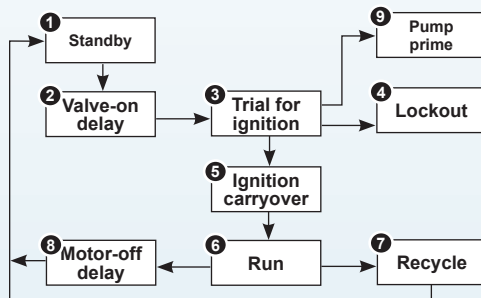 1
Standby
2
Valve-on
delay
3
Trial for
ignition
9
Pump
prime
4
Lockout
5
Ignition
carryover
6
Run
7
Recycle
8
Motor-off
delay